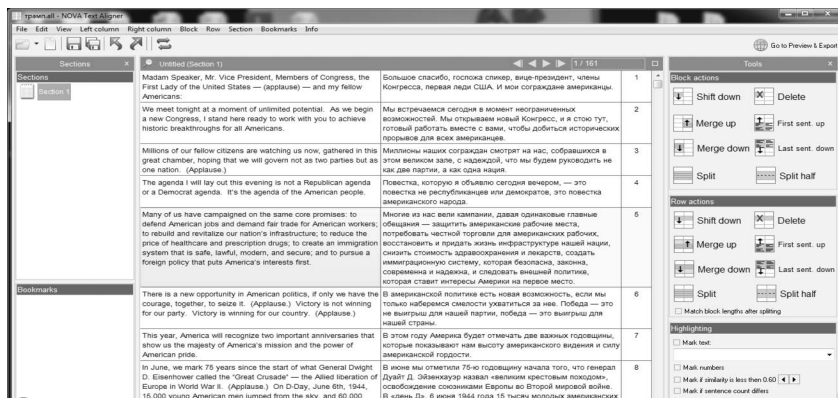 трамп.all - NOVA Text Aligner
File Edit View Left column Right column Block Row Section Bookmarks Info
Go to Preview & Export
Sections ×
Sections
Section 1
Bookmarks
Untitled (Section 1) 1 / 161
Madam Speaker, Mr. Vice President, Members of Congress, the
First Lady of the United States — (applause) — and my fellow
Americans:
Большое спасибо, госпожа спикер, вице-президент, члены
Конгресса, первая леди США. И мои сограждане американцы.
1
We meet tonight at a moment of unlimited potential. As we begin
a new Congress, I stand here ready to work with you to achieve
historic breakthroughs for all Americans.
Мы встречаемся сегодня в момент неограниченных
возможностей. Мы открываем новый Конгресс, и я стою тут,
готовый работать вместе с вами, чтобы добиться исторических
прорывов для всех американцев.
2
Millions of our fellow citizens are watching us now, gathered in this
great chamber, hoping that we will govern not as two parties but as
one nation. (Applause.)
Миллионы наших сограждан смотрят на нас, собравшихся в
этом великом зале, с надеждой, что мы будем руководить не
как две партии, а как одна нация.
3
The agenda I will lay out this evening is not a Republican agenda
or a Democrat agenda. It's the agenda of the American people.
Повестка, которую я объявлю сегодня вечером, — это
повестка не республиканцев или демократов, это повестка
американского народа.
4
Many of us have campaigned on the same core promises: to
defend American jobs and demand fair trade for American workers;
to rebuild and revitalize our nation's infrastructure; to reduce the
price of healthcare and prescription drugs; to create an immigration
system that is safe, lawful, modern, and secure; and to pursue a
foreign policy that puts America's interests first.
Многие из нас вели кампании, давая одинаковые главные
обещания — защитить американские рабочие места,
потребовать честной торговли для американских рабочих,
восстановить и придать жизнь инфраструктуре нашей нации,
снизить стоимость здравоохранения и лекарств, создать
иммиграционную систему, которая безопасна, законна,
современна и надежна, и следовать внешней политике,
которая ставит интересы Америки на первое место.
5
There is a new opportunity in American politics, if only we have the
courage, together, to seize it. (Applause.) Victory is not winning
for our party. Victory is winning for our country. (Applause.)
В американской политике есть новая возможность, если мы
только наберемся смелости ухватиться за нее. Победа — это
не выигрыш для нашей партии, победа — это выигрыш для
нашей страны.
6
This year, America will recognize two important anniversaries that
show us the majesty of America's mission and the power of
American pride.
В этом году Америка будет отмечать две важных годовщины,
которые показывают нам высоту американского видения и силу
американской гордости.
7
In June, we mark 75 years since the start of what General Dwight
D. Eisenhower called the "Great Crusade" — the Allied liberation of
Europe in World War II. (Applause.) On D-Day, June 6th, 1944,
15,000 young American men jumped from the sky, and 60,000
В июне мы отметили 75-ю годовщину начала того, что генерал
Дуайт Д. Эйзенхауэр назвал «великим крестовым походом»,
освобождение союзниками Европы во Второй мировой войне.
В «день Д», 6 июня 1944 года 15 тысяч молодых американских
8
Tools ×
Block actions
Shift down Delete
Merge up First sent. up
Merge down Last sent. down
Split Split half
Row actions
Shift down Delete
Merge up First sent. up
Merge down Last sent. down
Split Split half
Match block lengths after splitting
Highlighting
Mark text:
Mark numbers
Mark if similarity is less then 0.60
Mark if sentence count differs